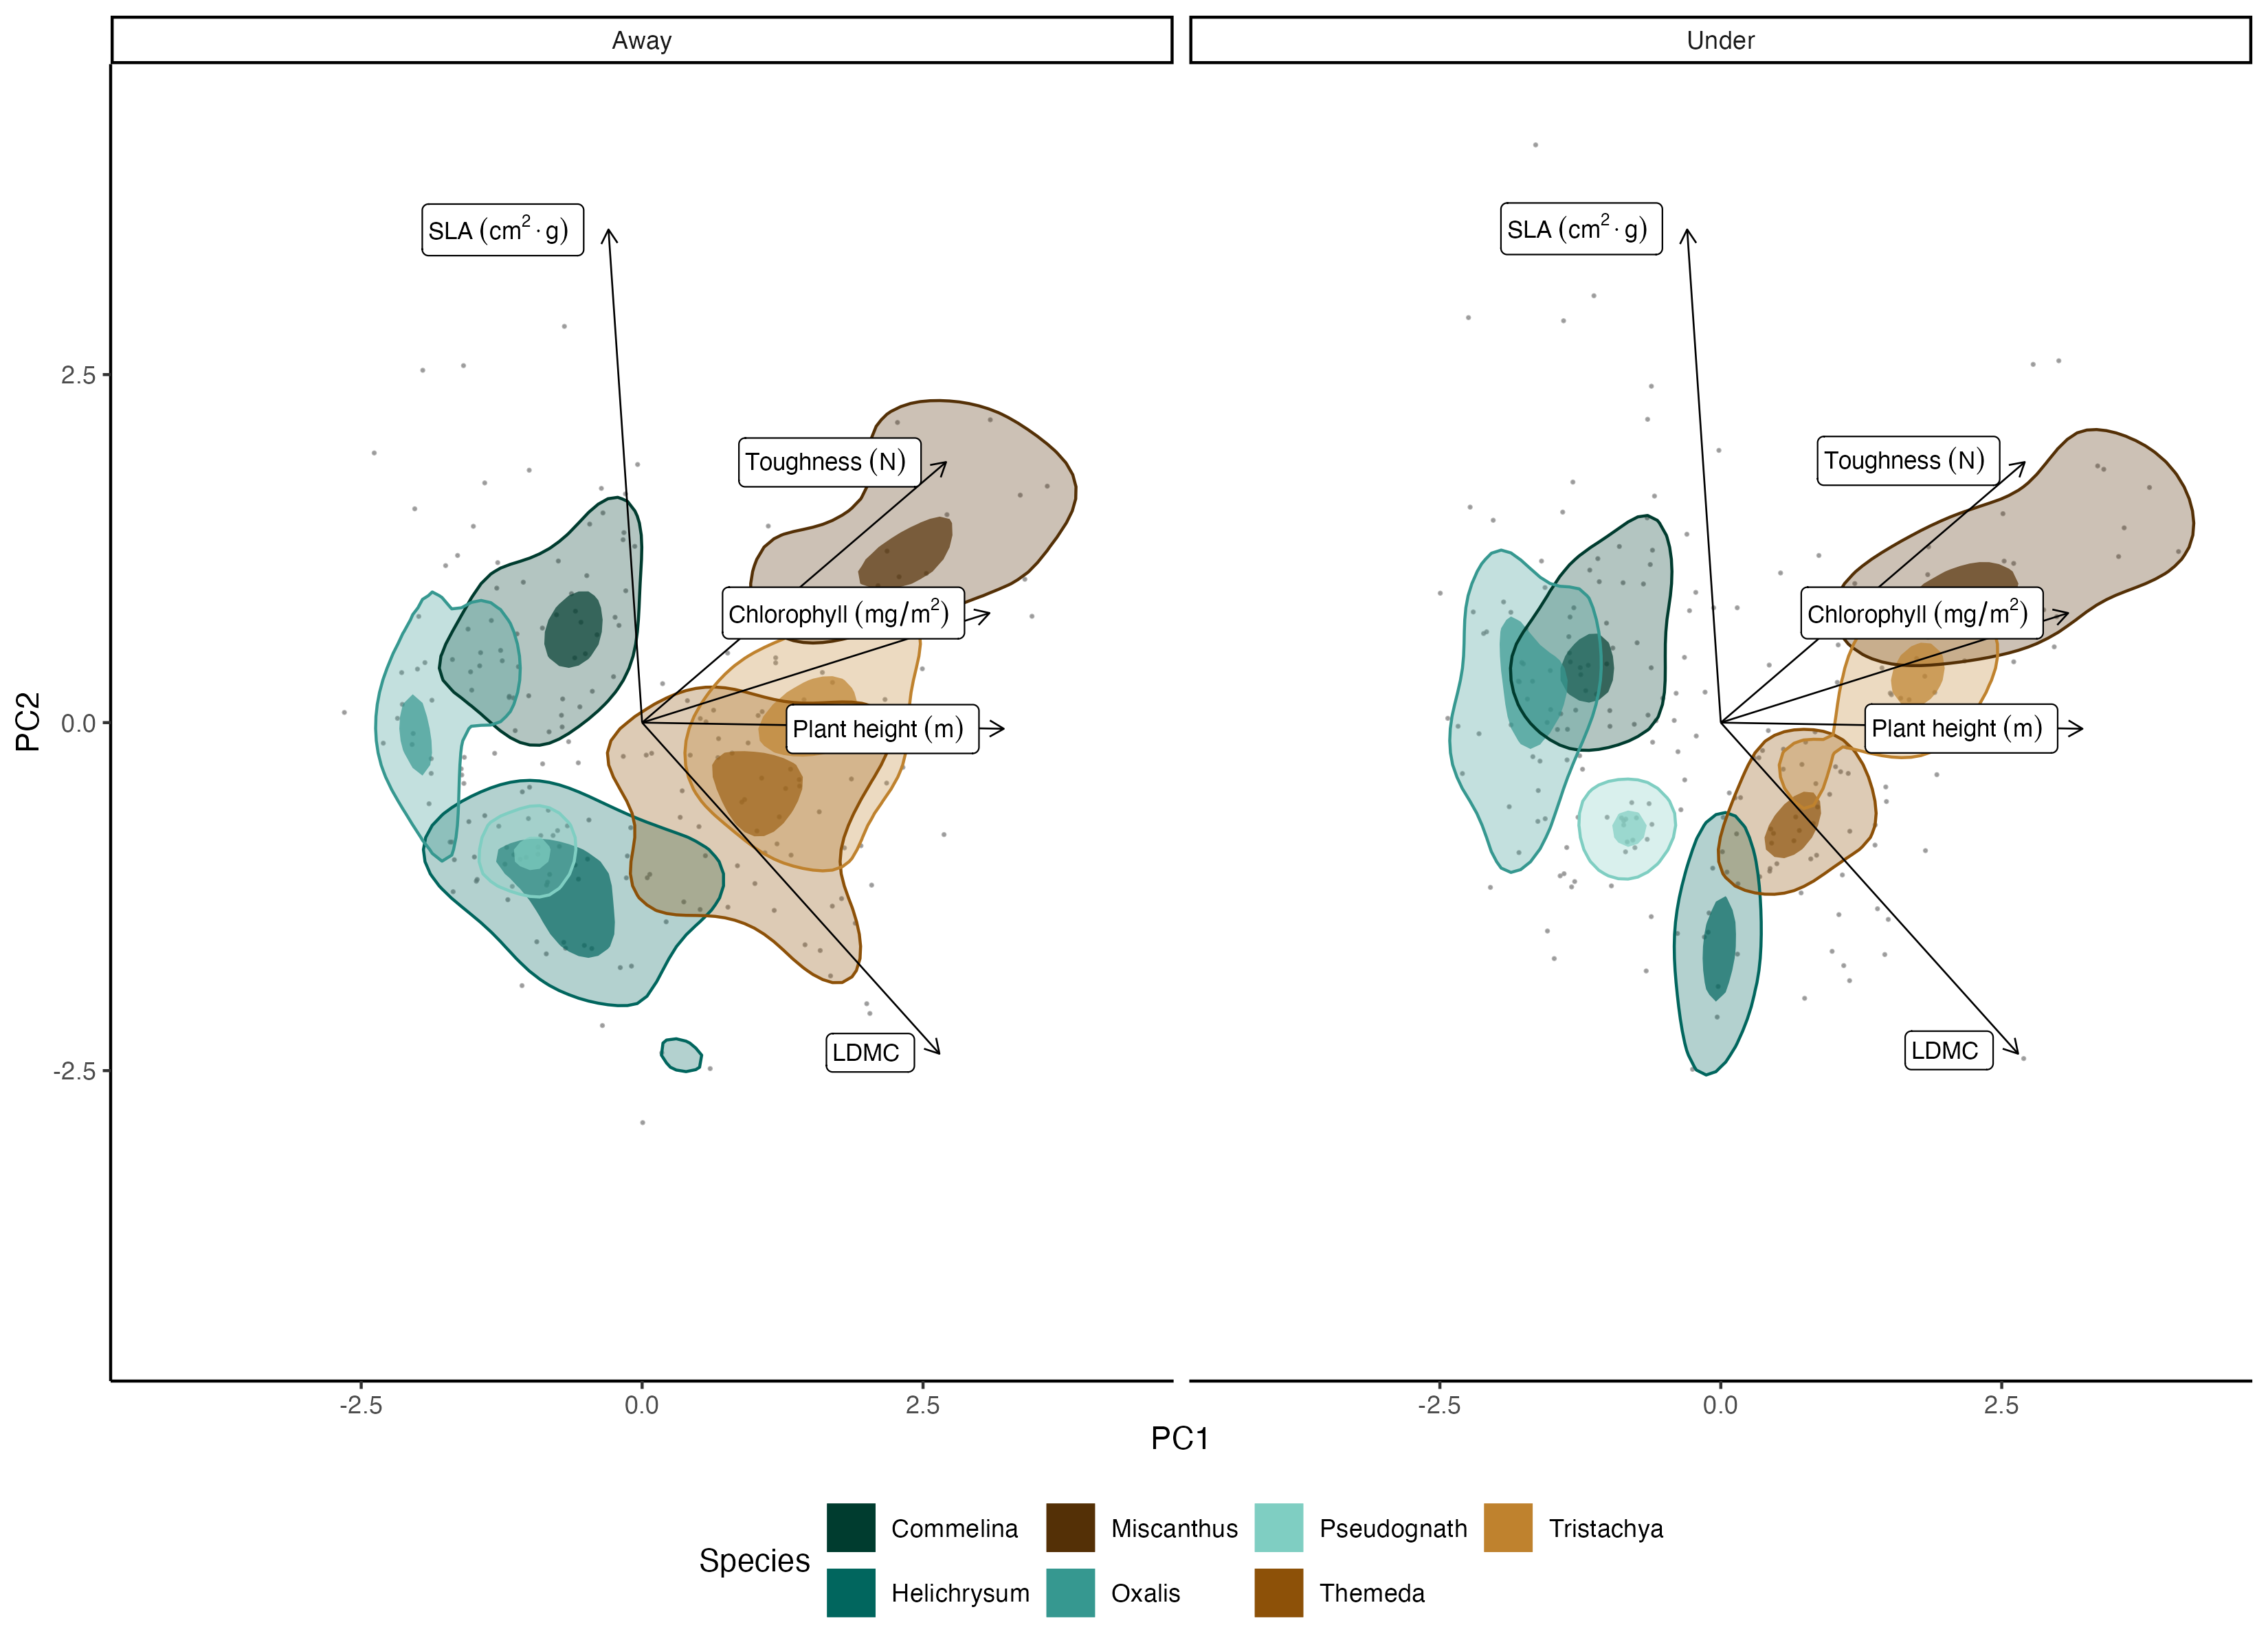 Away
Under
SLA (cm²·g)
SLA (cm²·g)
2.5
Toughness (N)
Toughness (N)
Chlorophyll (mg/m²)
Chlorophyll (mg/m²)
PC2
0.0
Plant height (m)
Plant height (m)
LDMC
LDMC
-2.5
-2.5
0.0
2.5
-2.5
0.0
2.5
PC1
Species
Commelina
Miscanthus
Pseudognath
Tristachya
Helichrysum
Oxalis
Themeda